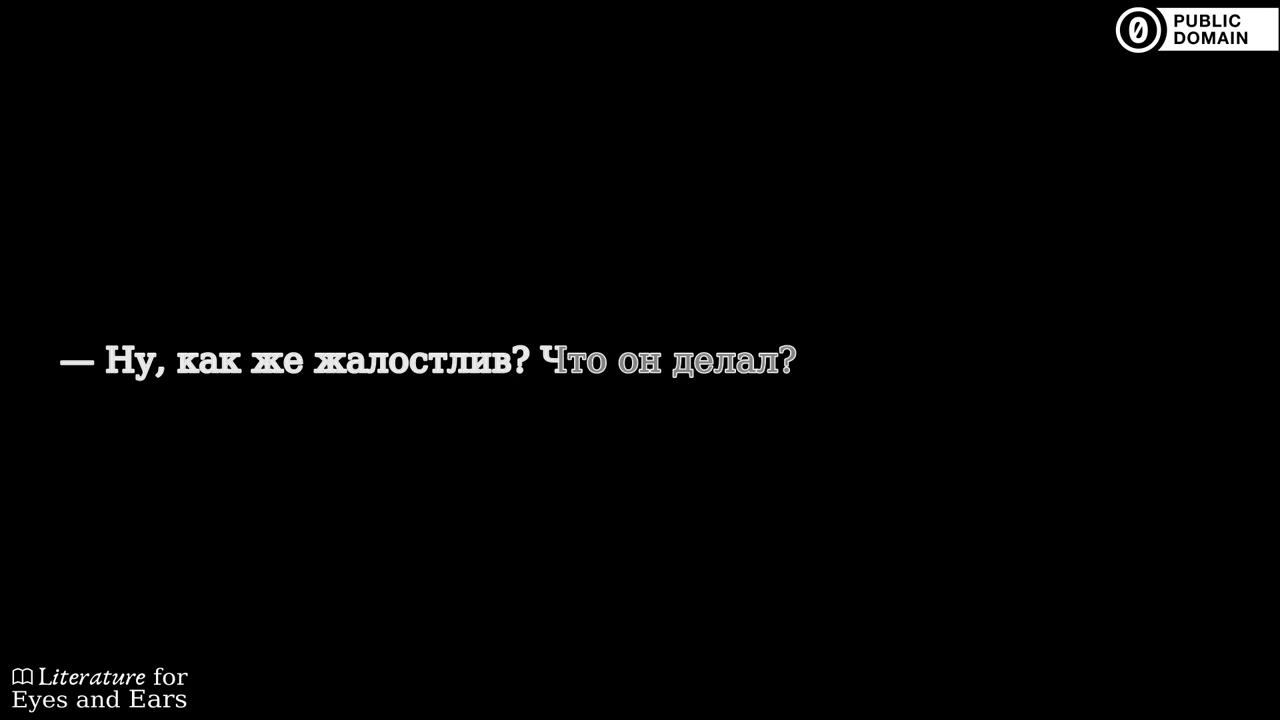 PUBLIC
DOMAIN
— Ну, как же жалостлив? Что он делал?
Literature for
Eyes and Ears